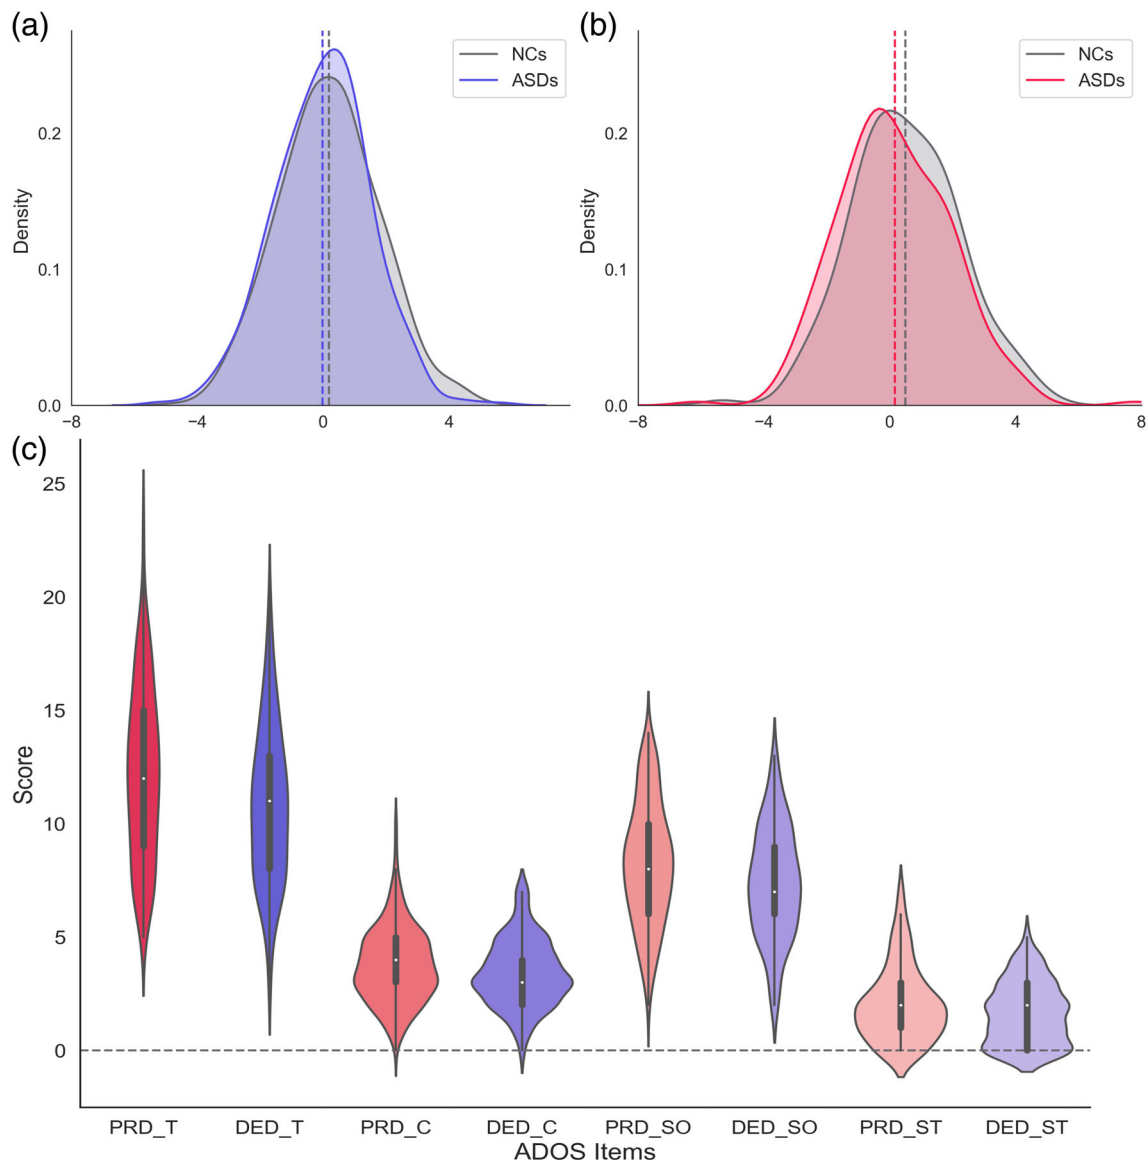 (a)
NCs
ASDs
Density
0.2
0.1
0.0
−8
−4
0
4
(b)
NCs
ASDs
Density
0.2
0.1
0.0
−8
−4
0
4
8
(c)
Score
25
20
15
10
5
0
PRD_T
DED_T
PRD_C
DED_C
PRD_SO
DED_SO
PRD_ST
DED_ST
ADOS Items